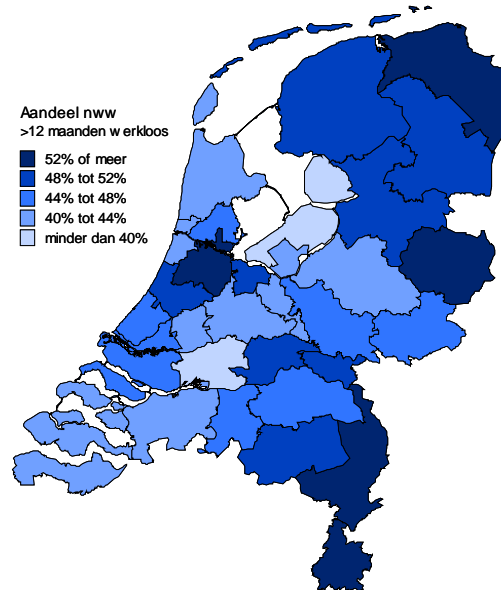 Aandeel nww
>12 maanden werkloos
52% of meer
48% tot 52%
44% tot 48%
40% tot 44%
minder dan 40%